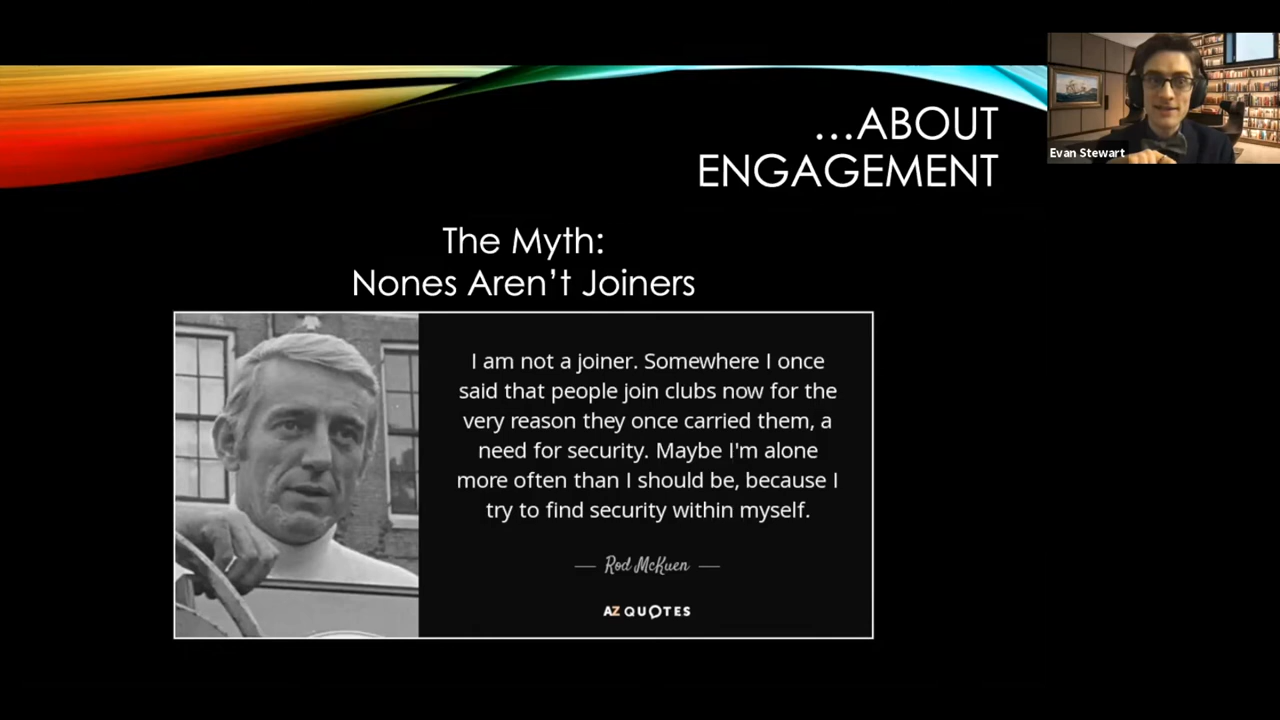 …ABOUT
ENGAGEMENT
Evan Stewart
The Myth:
Nones Aren’t Joiners
I am not a joiner. Somewhere I once
said that people join clubs now for the
very reason they once carried them, a
need for security. Maybe I'm alone
more often than I should be, because I
try to find security within myself.
— Rod McKuen —
AZ QUOTES